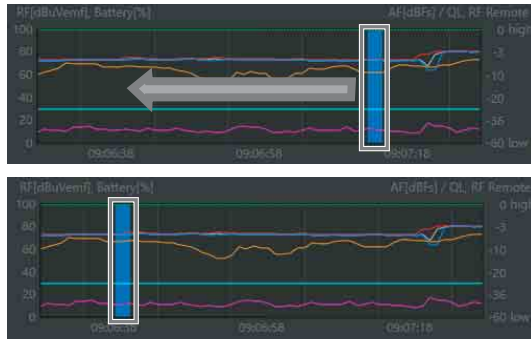 RF[dBuVemf], Battery[%] AF[dBFs] / QL, RF Remote
100 0 high
80 -3
60 -10
40 -20
20 -36
0 -60 low
09:06:38 09:06:58 09:07:18
RF[dBuVemf], Battery[%] AF[dBFs] / QL, RF Remote
100 0 high
80 -3
60 -10
40 -20
20 -36
0 -60 low
09:06:38 09:06:58 09:07:18